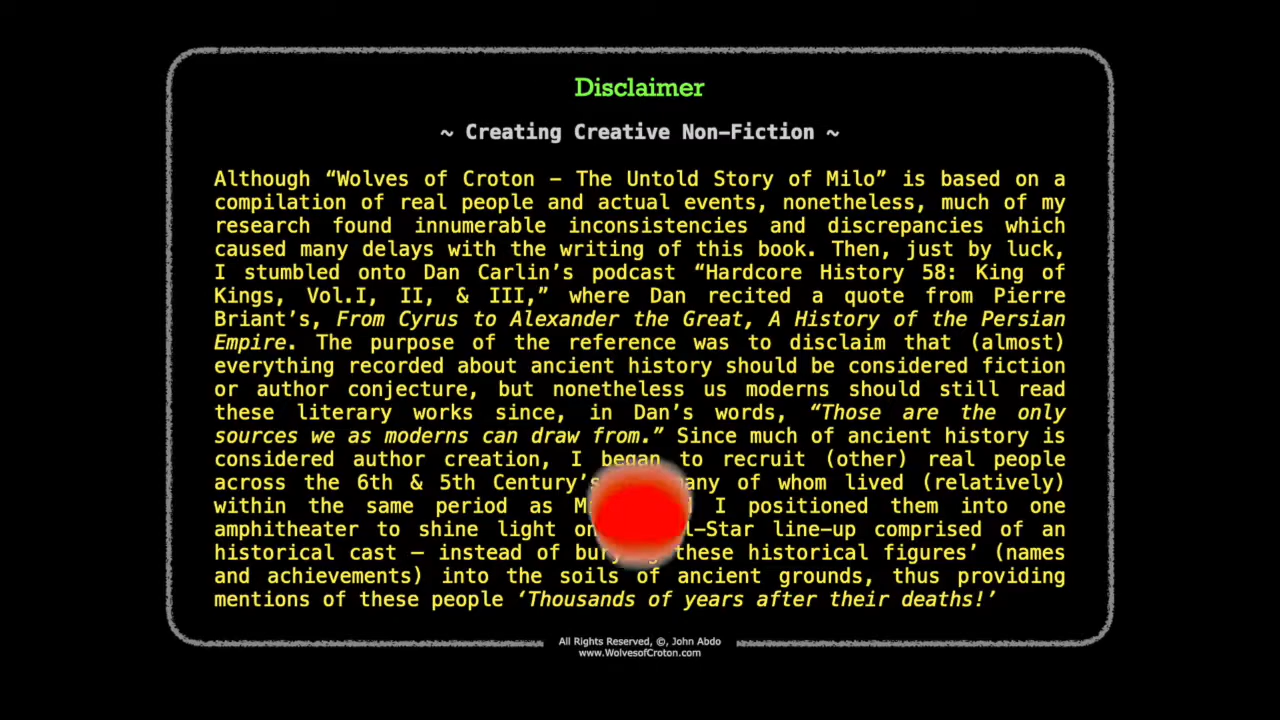 Disclaimer
~ Creating Creative Non-Fiction ~
Although “Wolves of Croton – The Untold Story of Milo” is based on a
compilation of real people and actual events, nonetheless, much of my
research found innumerable inconsistencies and discrepancies which
caused many delays with the writing of this book. Then, just by luck,
I stumbled onto Dan Carlin’s podcast “Hardcore History 58: King of
Kings, Vol.I, II, & III,” where Dan recited a quote from Pierre
Briant’s, From Cyrus to Alexander the Great, A History of the Persian
Empire. The purpose of the reference was to disclaim that (almost)
everything recorded about ancient history should be considered fiction
or author conjecture, but nonetheless us moderns should still read
these literary works since, in Dan’s words, “Those are the only
sources we as moderns can draw from.” Since much of ancient history is
considered author creation, I began to recruit (other) real people
across the 6th & 5th Century’s of whom lived (relatively)
within the same period as I positioned them into one
amphitheater to shine light on line-up comprised of an
historical cast – instead of these historical figures’ (names
and achievements) into the soils of ancient grounds, thus providing
mentions of these people ‘Thousands of years after their deaths!’
All Rights Reserved, ©, John Abdo
www.WolvesofCroton.com